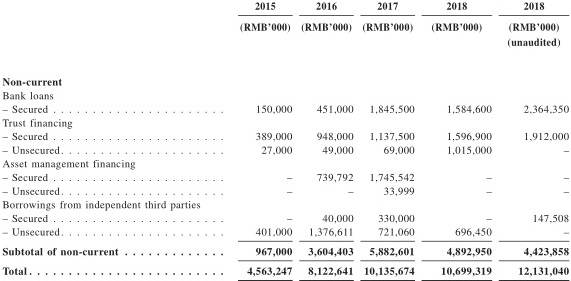 2015 2016 2017 2018 2018
(RMB'000) (RMB'000) (RMB'000) (RMB'000) (RMB'000)
(unaudited)
Non-current
Bank loans
– Secured . . . . . . . . . . . . . . . . . . . . . . . 150,000 451,000 1,845,500 1,584,600 2,364,350
Trust financing
– Secured . . . . . . . . . . . . . . . . . . . . . . . 389,000 948,000 1,137,500 1,596,900 1,912,000
– Unsecured. . . . . . . . . . . . . . . . . . . . . . 27,000 49,000 69,000 1,015,000 –
Asset management financing
– Secured . . . . . . . . . . . . . . . . . . . . . . . – 739,792 1,745,542 – –
– Unsecured. . . . . . . . . . . . . . . . . . . . . . – – 33,999 – –
Borrowings from independent third parties
– Secured . . . . . . . . . . . . . . . . . . . . . . . – 40,000 330,000 – 147,508
– Unsecured. . . . . . . . . . . . . . . . . . . . . . 401,000 1,376,611 721,060 696,450 –
Subtotal of non-current . . . . . . . . . . . . . 967,000 3,604,403 5,882,601 4,892,950 4,423,858
Total. . . . . . . . . . . . . . . . . . . . . . . . . . 4,563,247 8,122,641 10,135,674 10,699,319 12,131,040